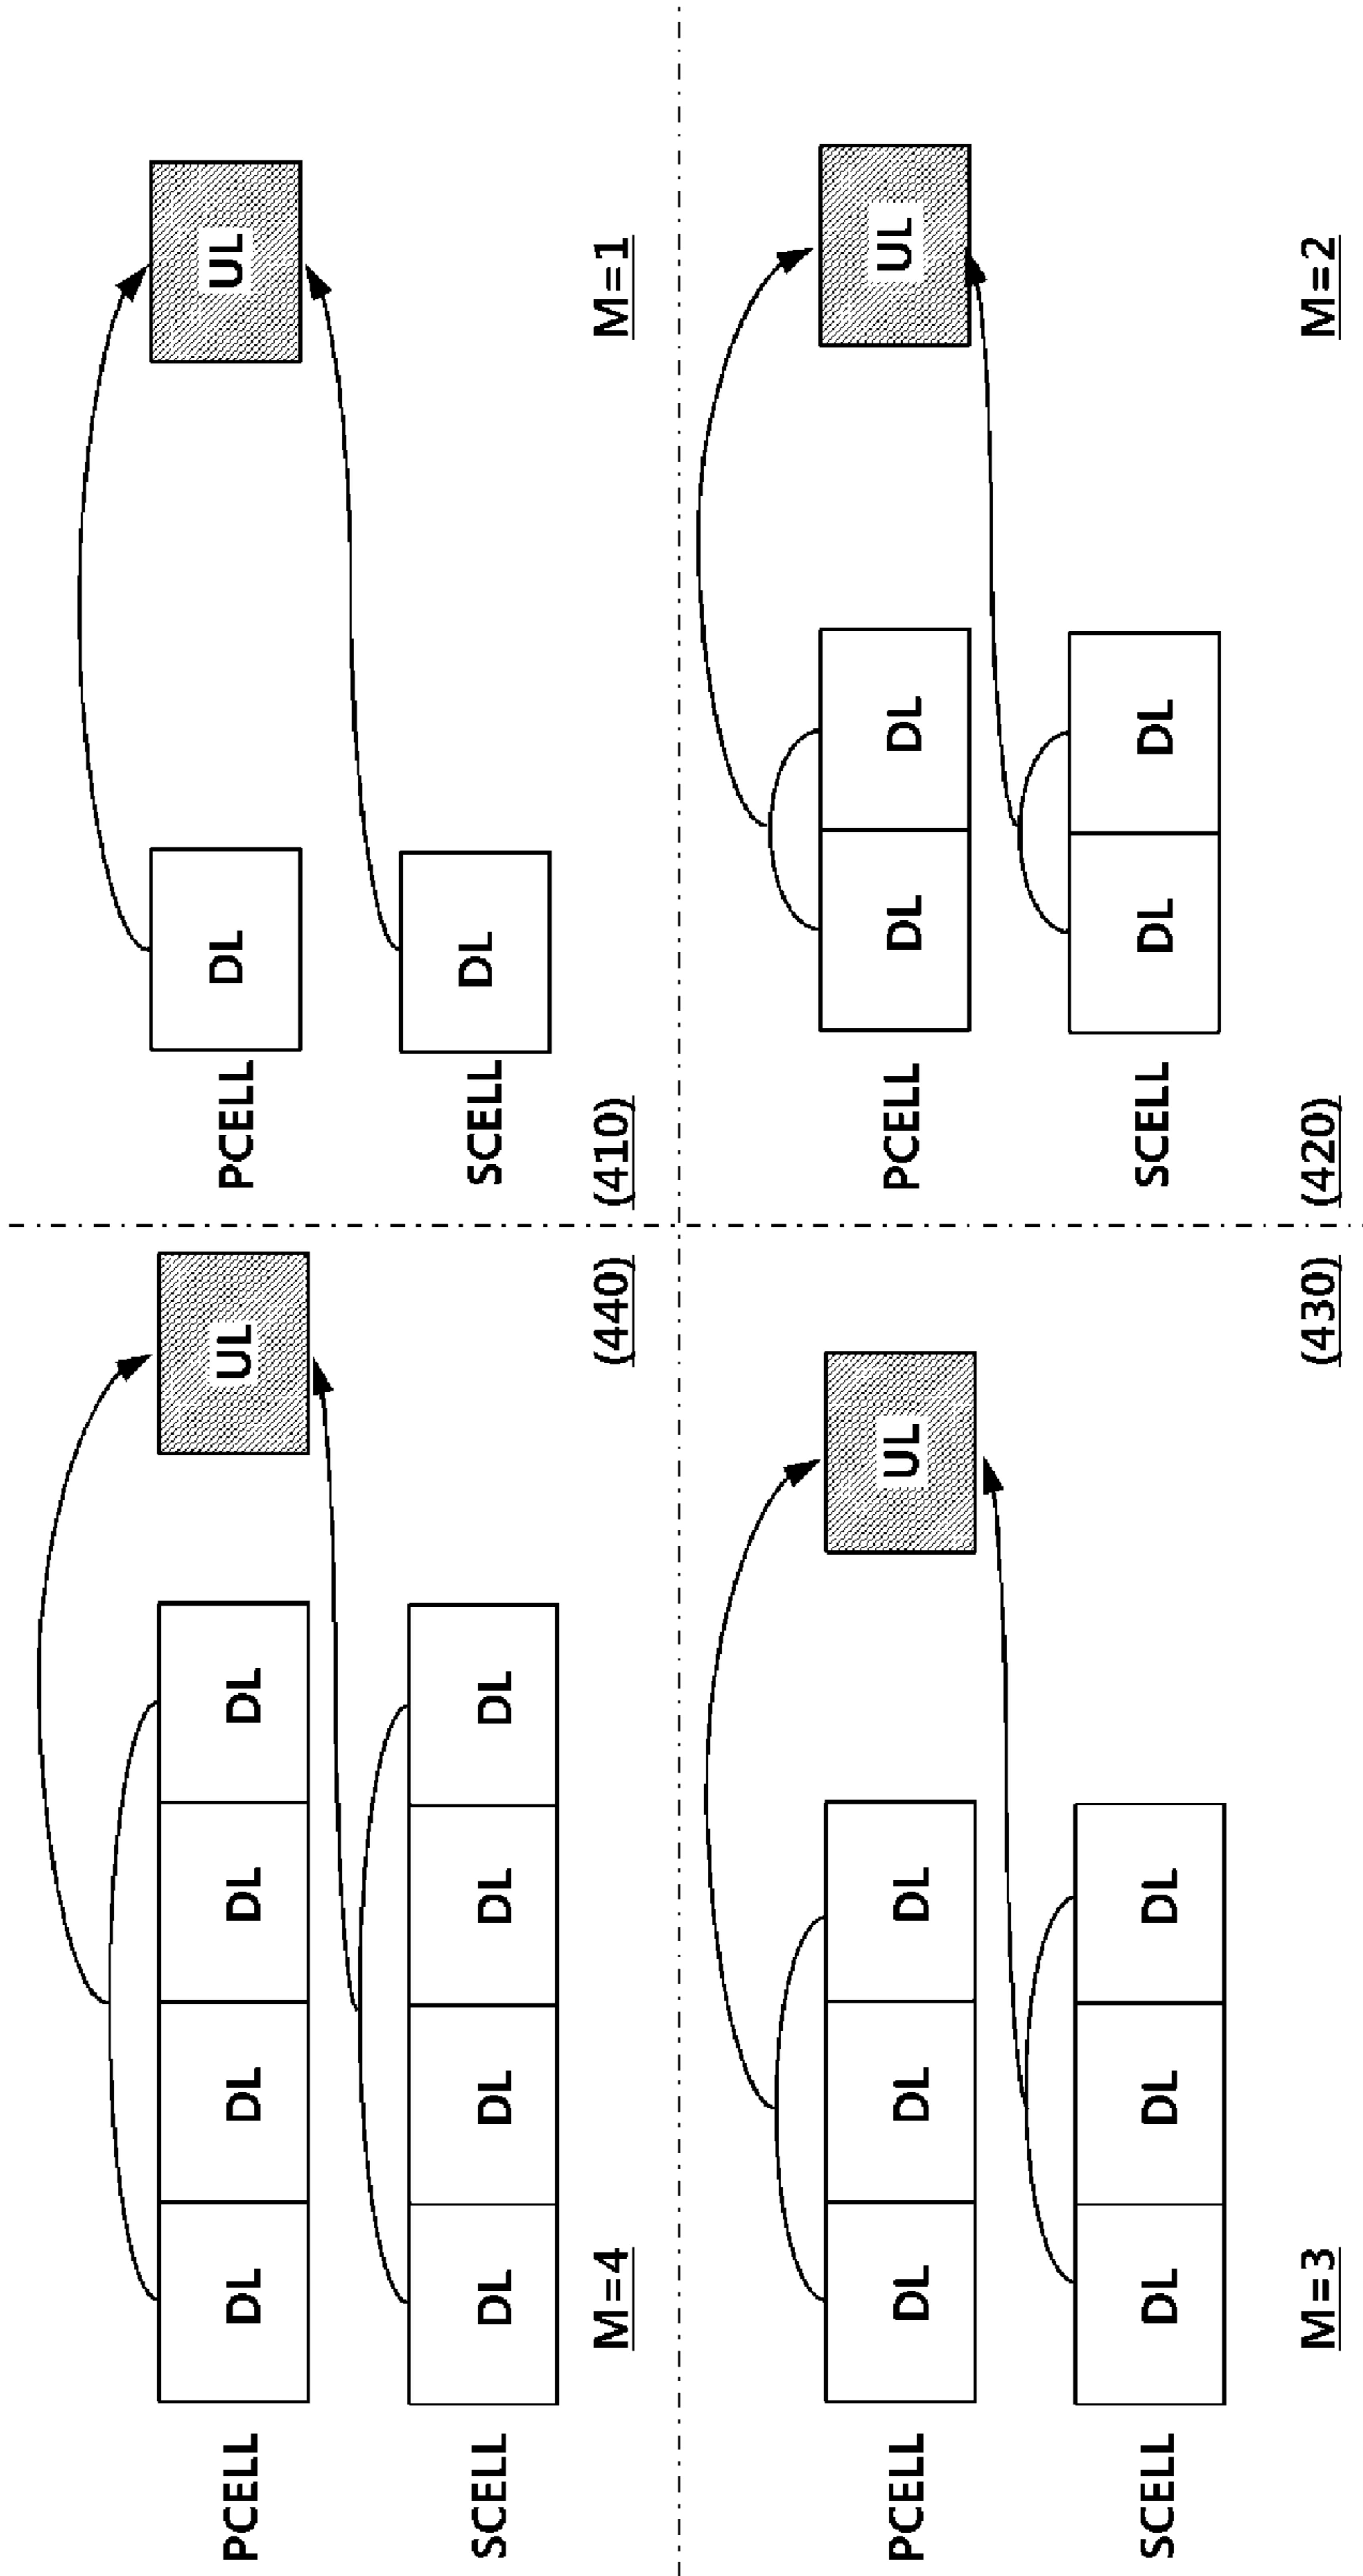 PCELL DL DL DL DL UL
SCELL DL DL DL DL
M=4 (440)
PCELL DL UL
SCELL DL
(410) M=1
PCELL DL DL DL UL
SCELL DL DL DL
M=3 (430)
PCELL DL DL UL
SCELL DL DL
(420) M=2